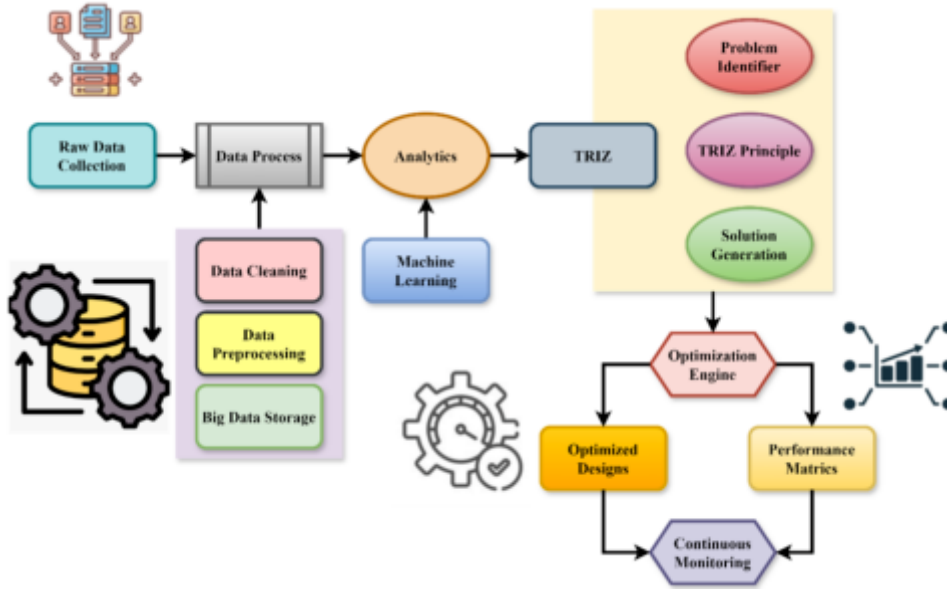 Problem
Identifier
Raw Data
Collection
Data Process
Analytics
TRIZ
TRIZ Principle
Solution
Generation
Data Cleaning
Machine
Learning
Data
Preprocessing
Big Data Storage
Optimization
Engine
Optimized
Designs
Performance
Matrics
Continuous
Monitoring